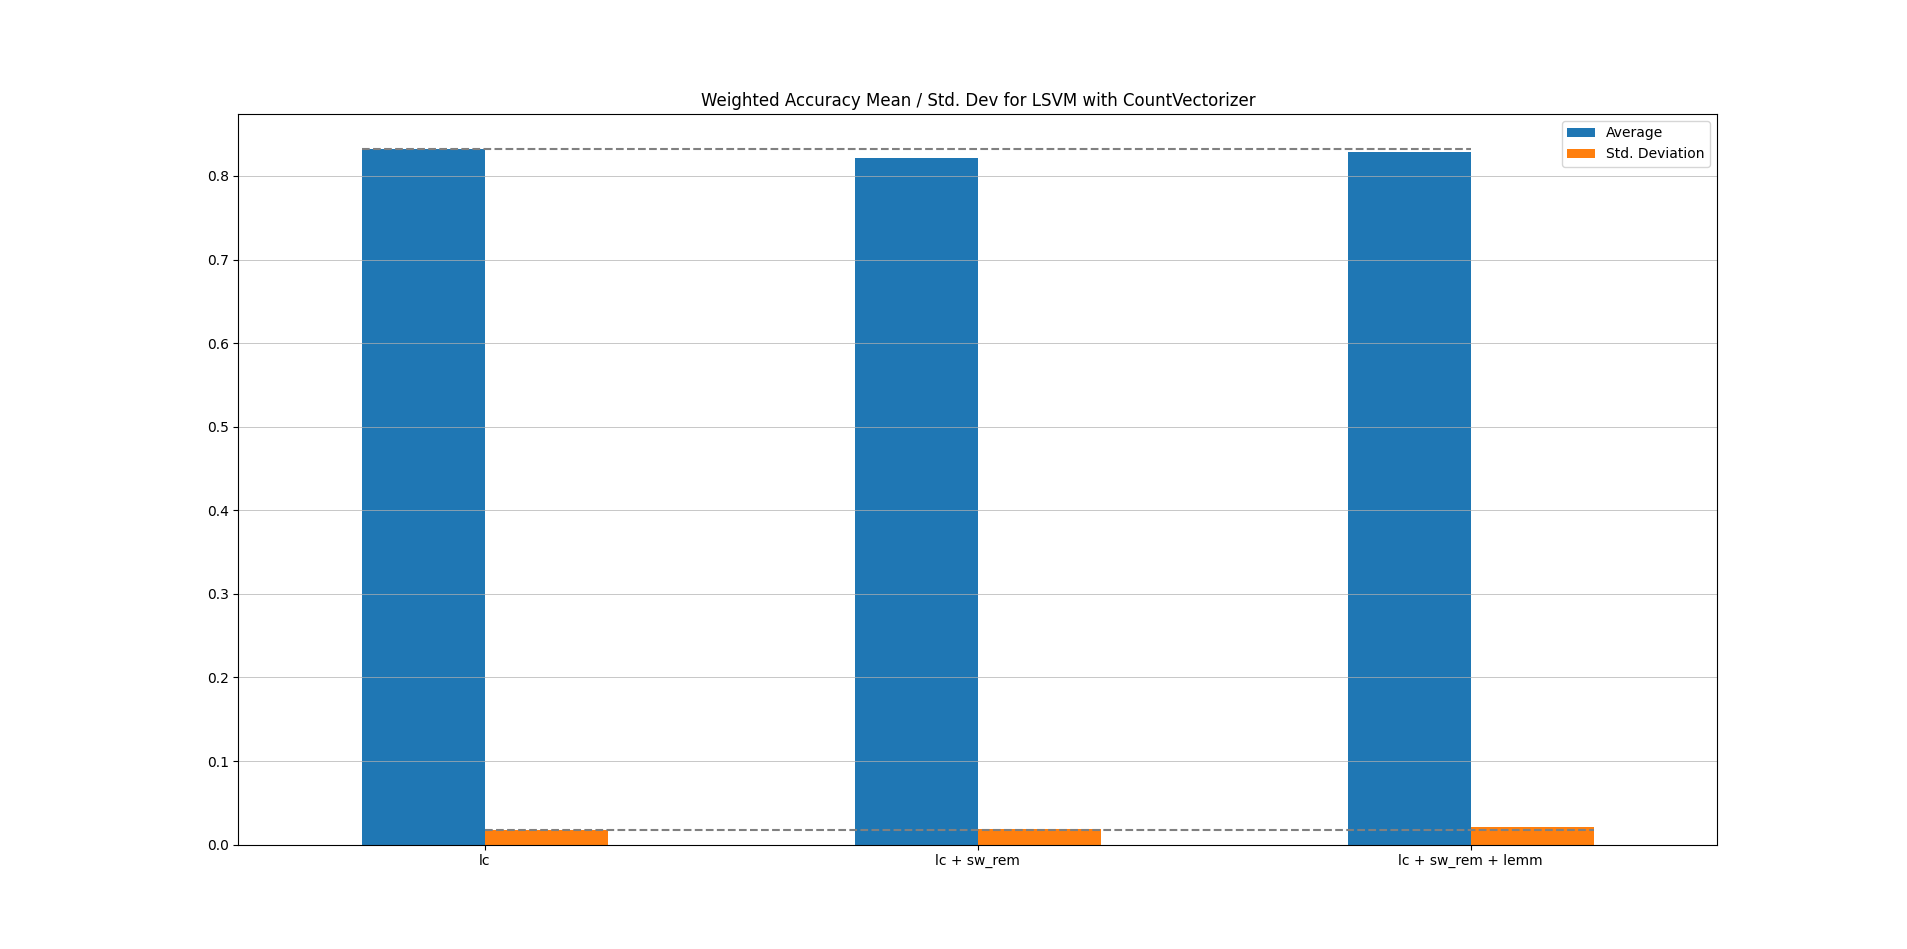 Weighted Accuracy Mean / Std. Dev for LSVM with CountVectorizer
Average
Std. Deviation
0.8
0.7
0.6
0.5
0.4
0.3
0.2
0.1
0.0
lc
lc + sw_rem
lc + sw_rem + lemm